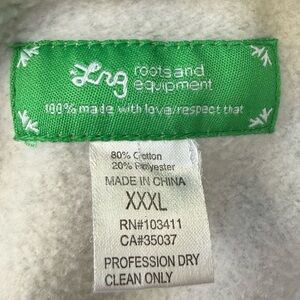 Lrg roots and
equipment
100% made with love/respect that
80% Cotton
20% Polyester
MADE IN CHINA
XXXL
RN#103411
CA#35037
PROFESSION DRY
CLEAN ONLY